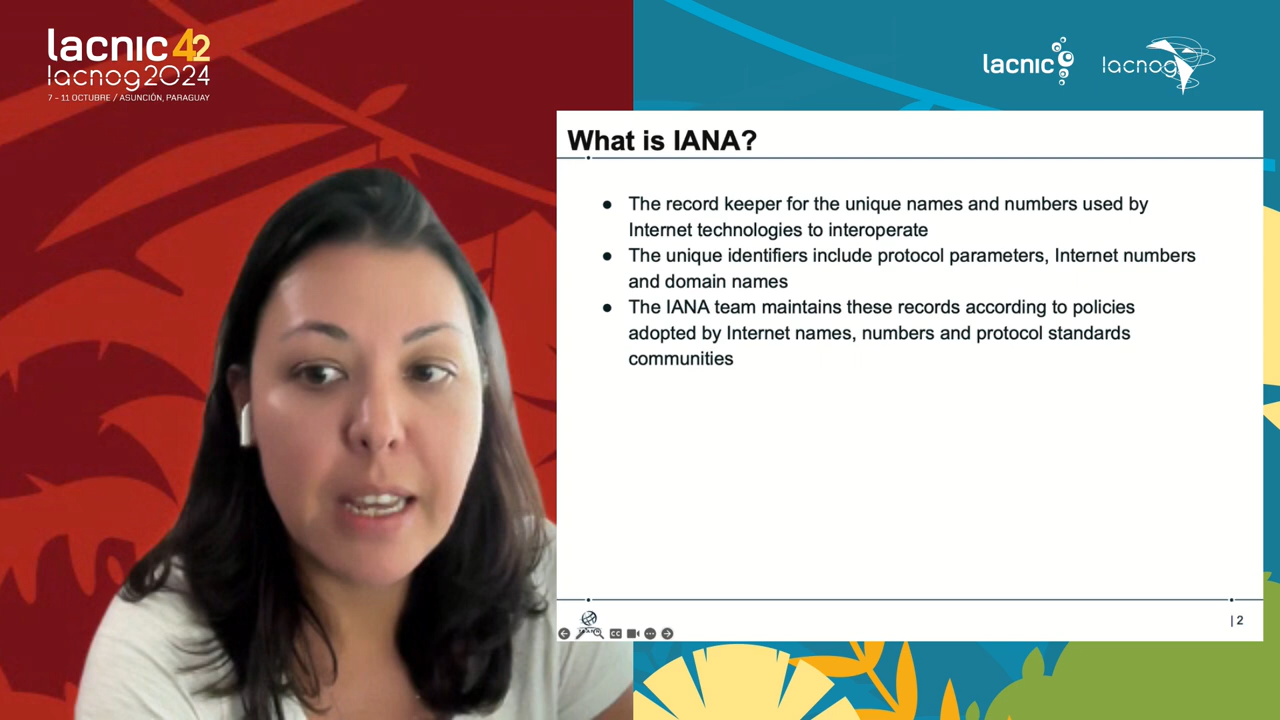 lacnic42
lacnog2024
7 - 11 OCTUBRE / ASUNCIÓN, PARAGUAY
lacnic
lacnog
What is IANA?
● The record keeper for the unique names and numbers used by
Internet technologies to interoperate
● The unique identifiers include protocol parameters, Internet numbers
and domain names
● The IANA team maintains these records according to policies
adopted by Internet names, numbers and protocol standards
communities
CC
| 2